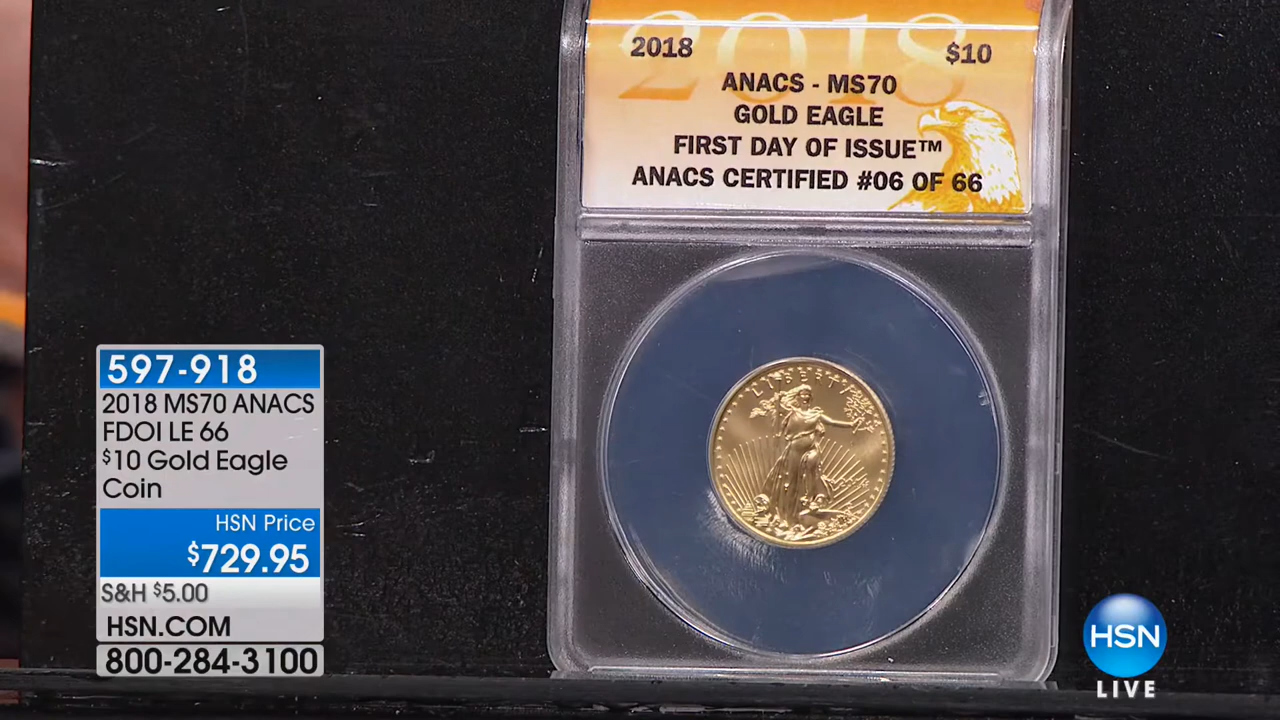 2018
2018 $10
ANACS - MS70
GOLD EAGLE
FIRST DAY OF ISSUE™
ANACS CERTIFIED #06 OF 66
LIBERTY
597-918
2018 MS70 ANACS
FDOI LE 66
$10 Gold Eagle
Coin
HSN Price
$729.95
S&H $5.00
HSN.COM
800-284-3100
HSN
LIVE